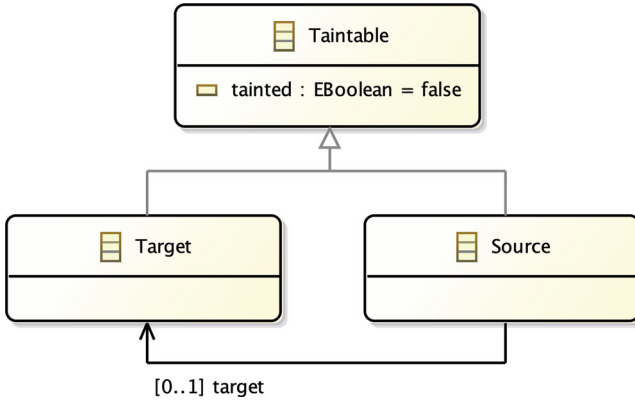 Taintable
tainted : EBoolean = false
Target
Source
[0..1] target